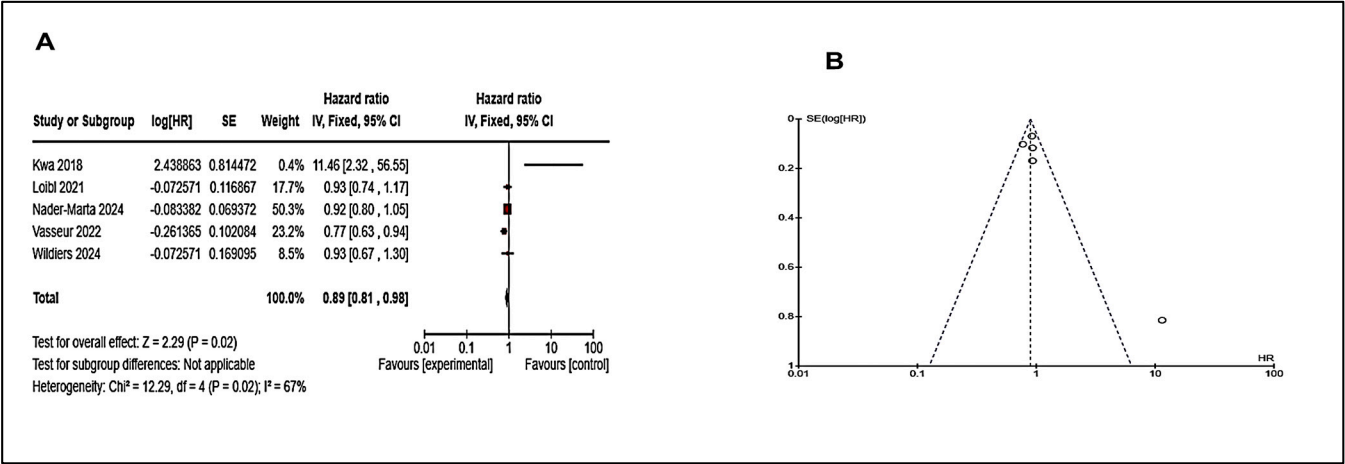 A
Hazard ratio Hazard ratio
Study or Subgroup log[HR] SE Weight IV, Fixed, 95% CI IV, Fixed, 95% CI
Kwa 2018 2.438863 0.814472 0.4% 11.46 [2.32 , 56.55]
Loibl 2021 -0.072571 0.116867 17.7% 0.93 [0.74 , 1.17]
Nader-Marta 2024 -0.083382 0.069372 50.3% 0.92 [0.80 , 1.05]
Vasseur 2022 -0.261365 0.102084 23.2% 0.77 [0.63 , 0.94]
Wildiers 2024 -0.072571 0.169095 8.5% 0.93 [0.67 , 1.30]
Total 100.0% 0.89 [0.81 , 0.98]
Test for overall effect: Z = 2.29 (P = 0.02)
Test for subgroup differences: Not applicable
Heterogeneity: Chi² = 12.29, df = 4 (P = 0.02); I² = 67%
0.01 0.1 1 10 100
Favours [experimental] Favours [control]
B
SE(log[HR])
0
0.2
0.4
0.6
0.8
1
HR
0.01 0.1 1 10 100